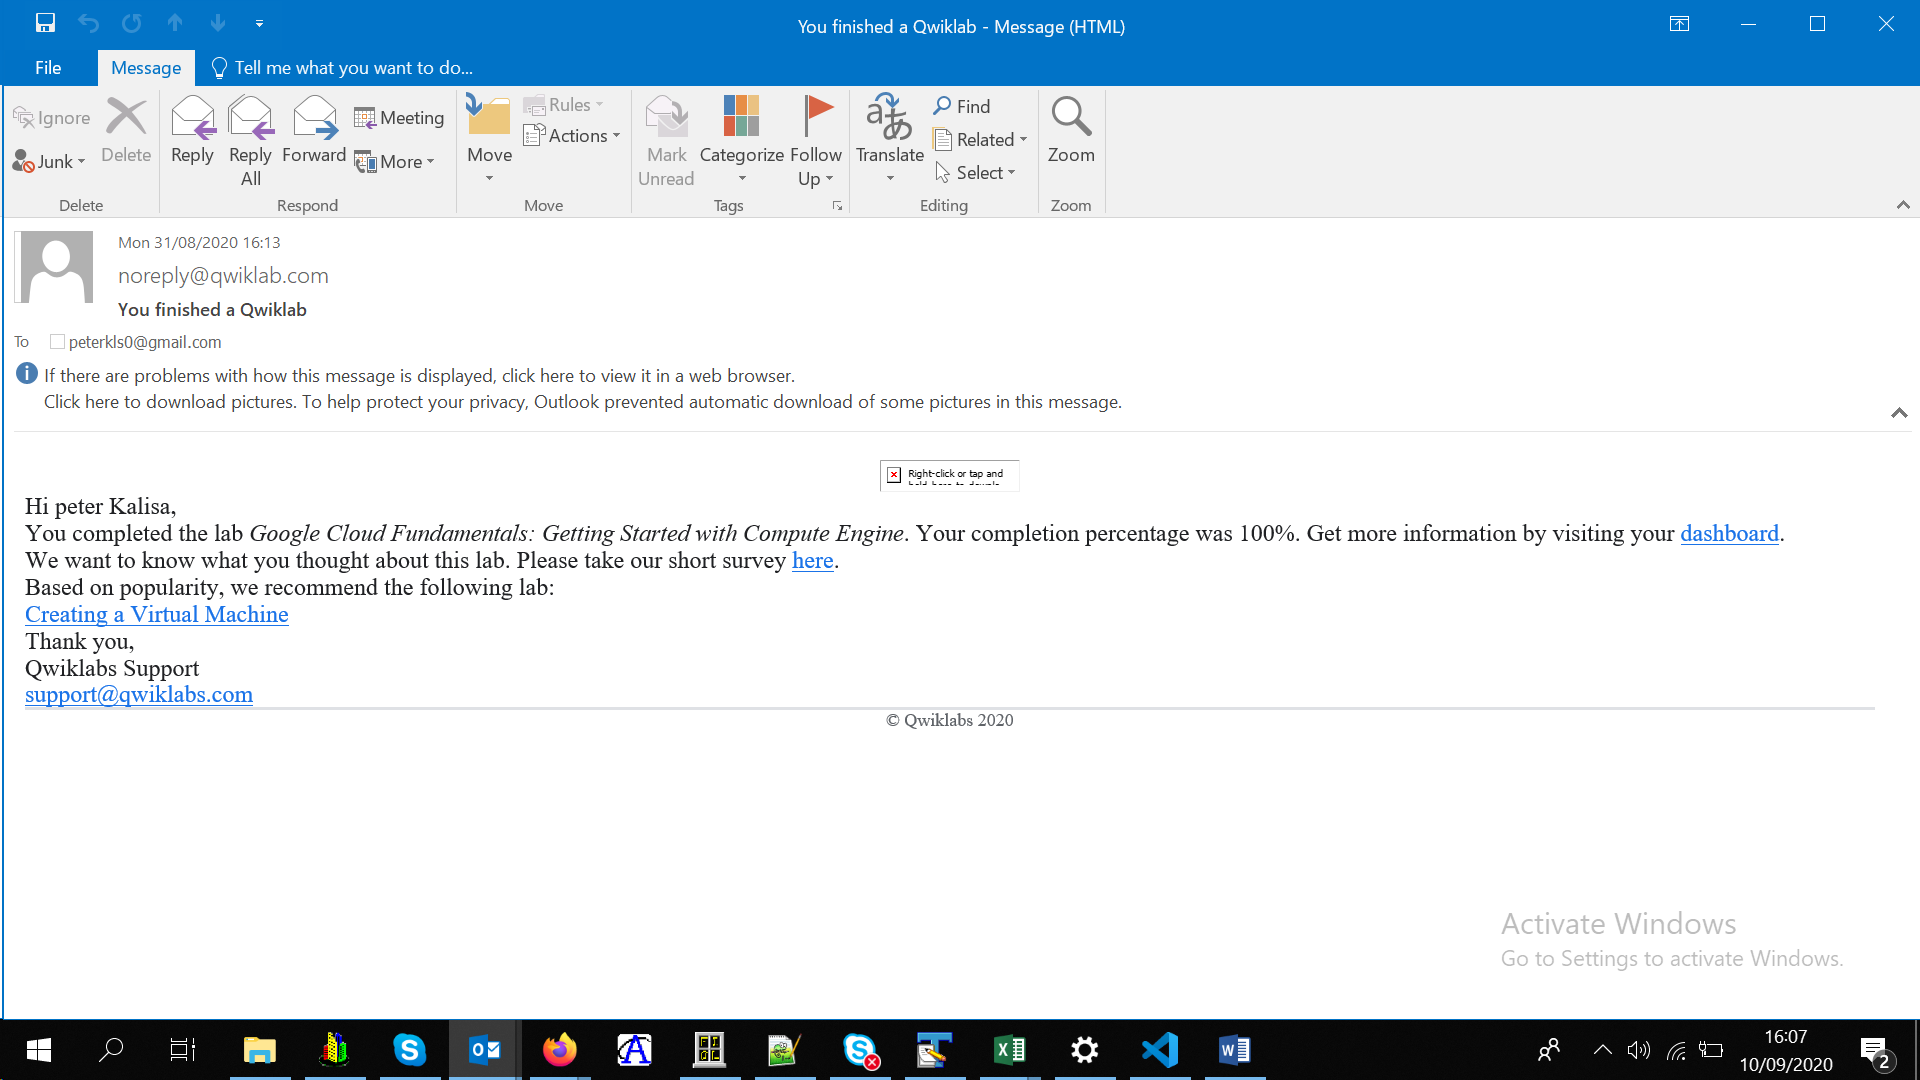 You finished a Qwiklab - Message (HTML)
File Message Tell me what you want to do...
Ignore
Junk
Delete
Reply
Reply All
Forward
Meeting
More
Move
Rules
Actions
Mark Unread
Categorize
Follow Up
Translate
Find
Related
Select
Zoom
Delete Respond Move Tags Editing Zoom
Mon 31/08/2020 16:13
noreply@qwiklab.com
You finished a Qwiklab
To peterkls0@gmail.com
If there are problems with how this message is displayed, click here to view it in a web browser.
Click here to download pictures. To help protect your privacy, Outlook prevented automatic download of some pictures in this message.
Right-click or tap and
Hi peter Kalisa,
You completed the lab Google Cloud Fundamentals: Getting Started with Compute Engine. Your completion percentage was 100%. Get more information by visiting your dashboard.
We want to know what you thought about this lab. Please take our short survey here.
Based on popularity, we recommend the following lab:
Creating a Virtual Machine
Thank you,
Qwiklabs Support
support@qwiklabs.com
© Qwiklabs 2020
Activate Windows
Go to Settings to activate Windows.
16:07
10/09/2020
2